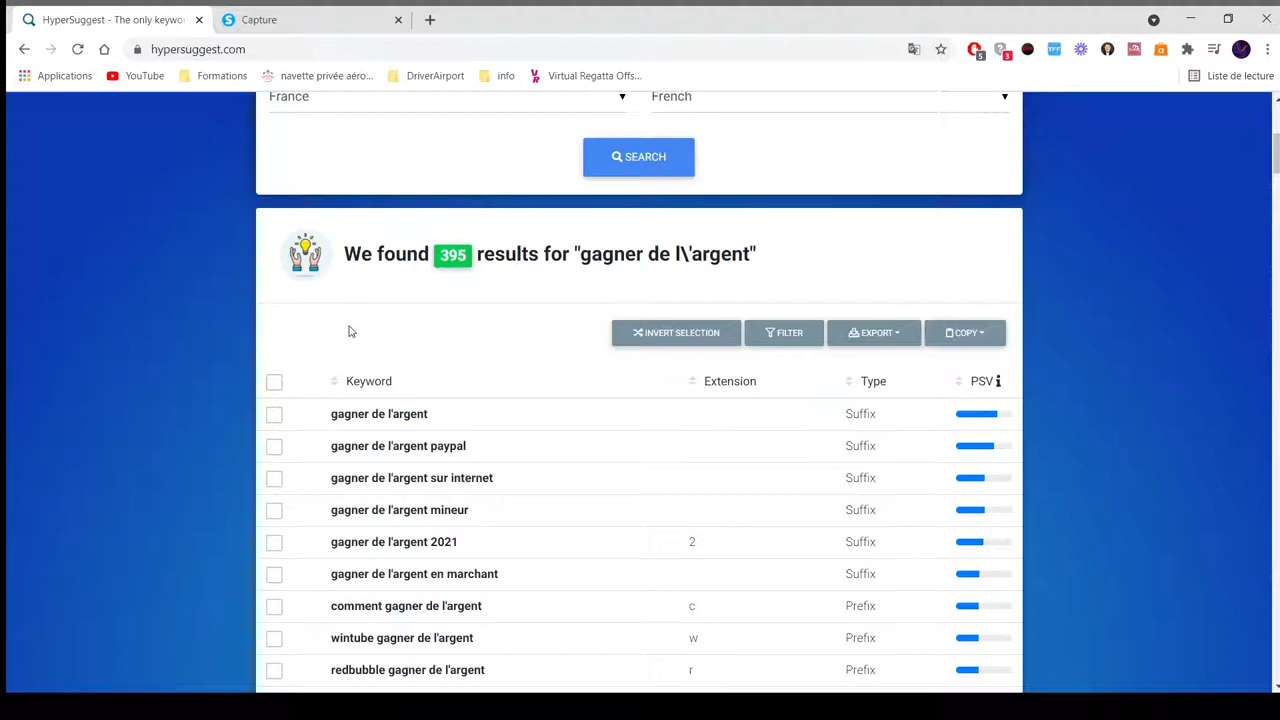 HyperSuggest - The only keywo
Capture
hypersuggest.com
5
3
TFF
Applications
YouTube
Formations
navette privée aéro...
DriverAirport
info
Virtual Regatta Offs...
Liste de lecture
France
French
SEARCH
We found 395 results for "gagner de l\'argent"
INVERT SELECTION
FILTER
EXPORT
COPY
Keyword Extension Type PSV
gagner de l'argent Suffix
gagner de l'argent paypal Suffix
gagner de l'argent sur internet Suffix
gagner de l'argent mineur Suffix
gagner de l'argent 2021 2 Suffix
gagner de l'argent en marchant Suffix
comment gagner de l'argent c Prefix
wintube gagner de l'argent w Prefix
redbubble gagner de l'argent r Prefix